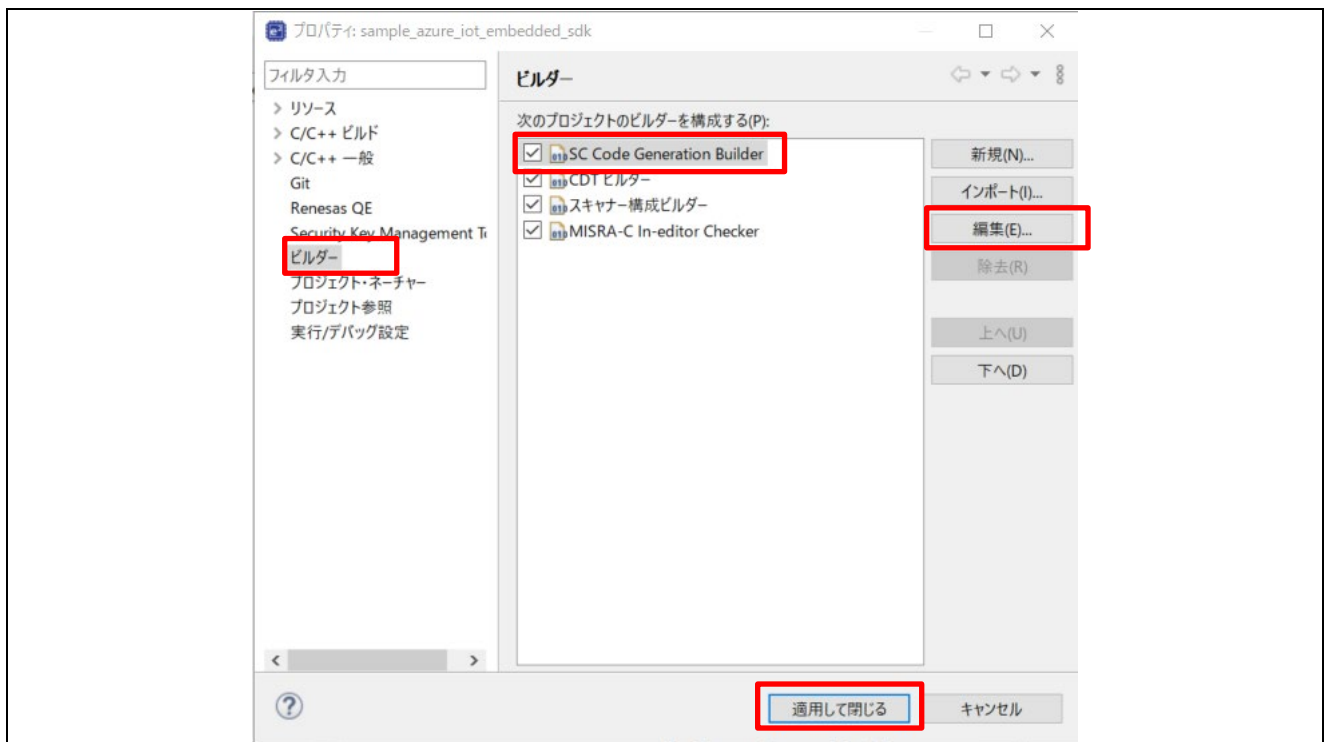 プロパティ: sample_azure_iot_embedded_sdk
フィルタ入力
リソース
C/C++ ビルド
C/C++ 一般
Git
Renesas QE
Security Key Management To
ビルダー
プロジェクト・ネーチャー
プロジェクト参照
実行/デバッグ設定
ビルダー
次のプロジェクトのビルダーを構成する(P):
SC Code Generation Builder
CDT ビルダー
スキャナー構成ビルダー
MISRA-C In-editor Checker
新規(N)...
インポート(I)...
編集(E)...
除去(R)
上へ(U)
下へ(D)
適用して閉じる
キャンセル